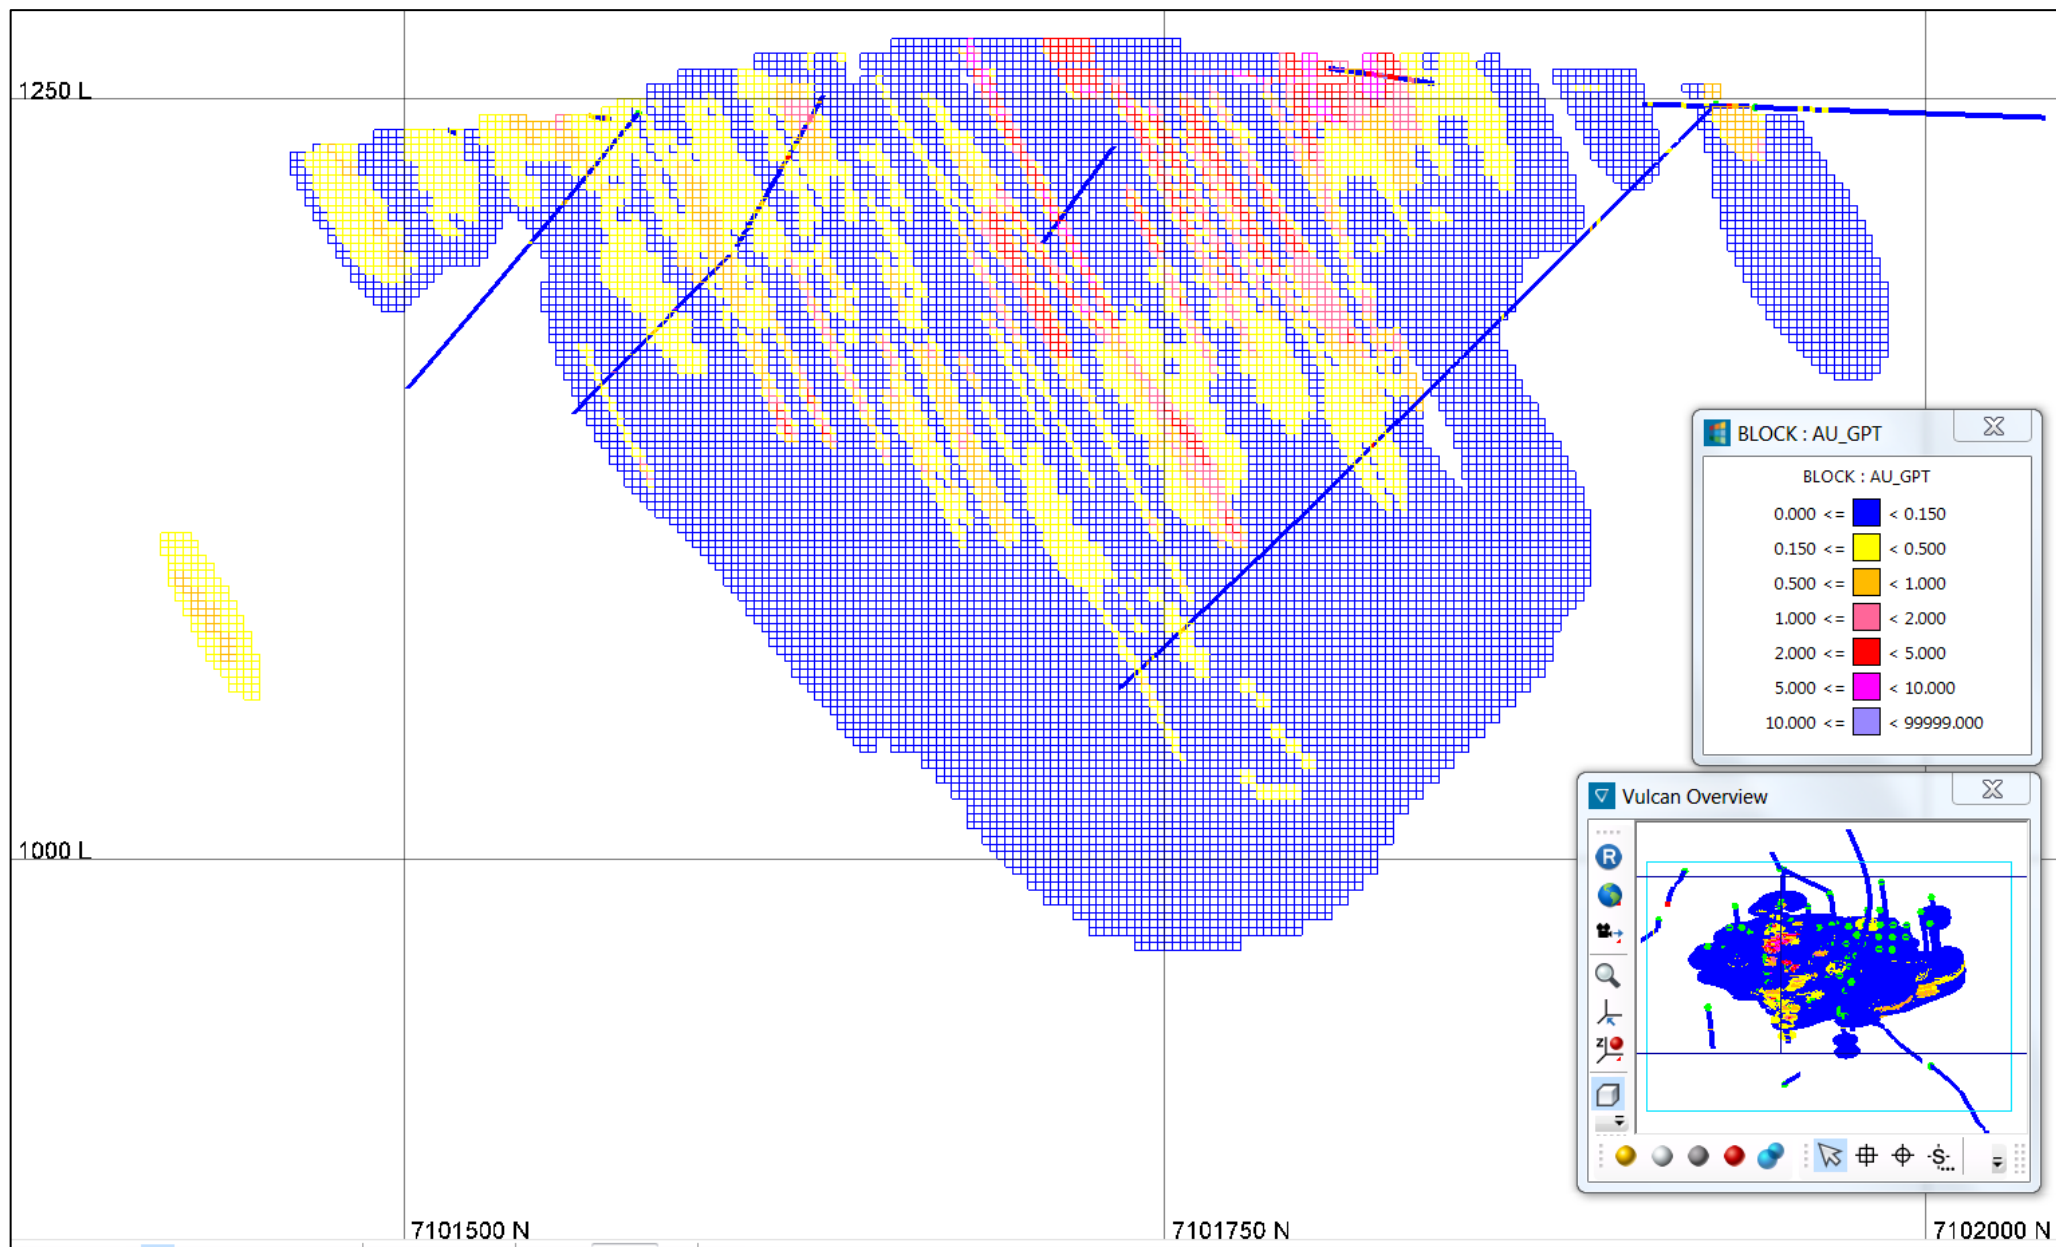 1250 L
BLOCK : AU_GPT
BLOCK : AU_GPT
0.000 <= < 0.150
0.150 <= < 0.500
0.500 <= < 1.000
1.000 <= < 2.000
2.000 <= < 5.000
5.000 <= < 10.000
10.000 <= < 99999.000
Vulcan Overview
R
Z
1000 L
S...
7101500 N
7101750 N
7102000 N